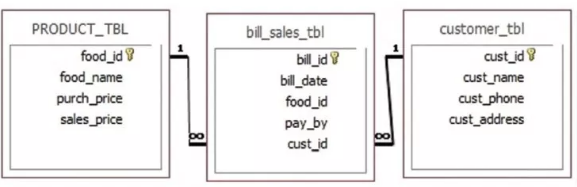 PRODUCT_TBL
food_id
food_name
purch_price
sales_price
1
∞
bill_sales_tbl
bill_id
bill_date
food_id
pay_by
cust_id
1
∞
customer_tbl
cust_id
cust_name
cust_phone
cust_address